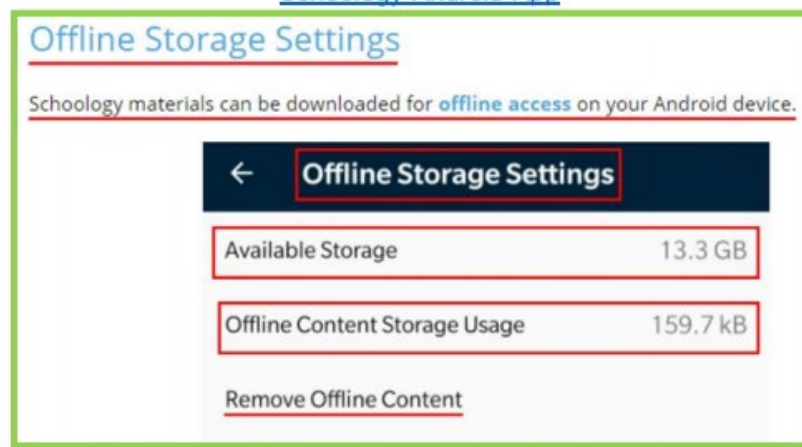 Offline Storage Settings
Schoology materials can be downloaded for offline access on your Android device.
Offline Storage Settings
Available Storage 13.3 GB
Offline Content Storage Usage 159.7 kB
Remove Offline Content